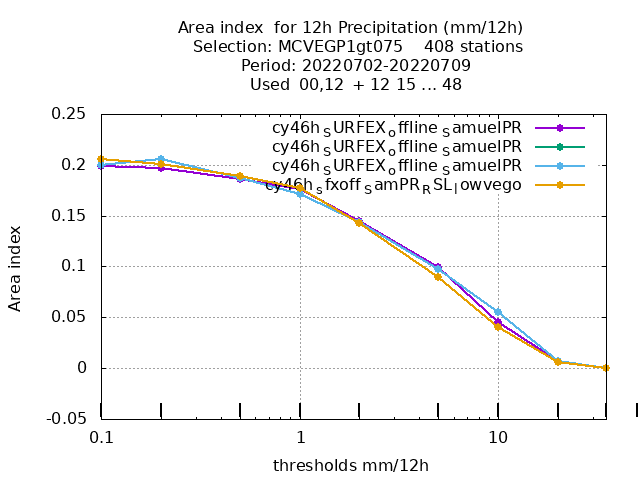 Area index  for 12h Precipitation (mm/12h)
Selection: MCVEGP1gt075    408 stations
Period: 20220702-20220709
Used  00,12  + 12 15 ... 48
cy46h_SURFEX_offline_SamuelPR
cy46h_SURFEX_offline_SamuelPR
cy46h_SURFEX_offline_SamuelPR
cy46h_sfxoff_SamPR_RSL_lowvego
0.25
0.2
0.15
0.1
0.05
0
-0.05
0.1 1 10
Area index
thresholds mm/12h